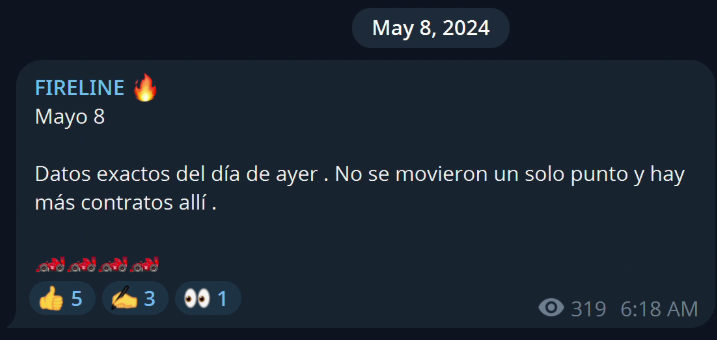 May 8, 2024
FIRELINE 🔥
Mayo 8
Datos exactos del día de ayer . No se movieron un solo punto y hay
más contratos allí .
🏎️🏎️🏎️🏎️
👍 5 ✍️ 3 👀 1
319 6:18 AM